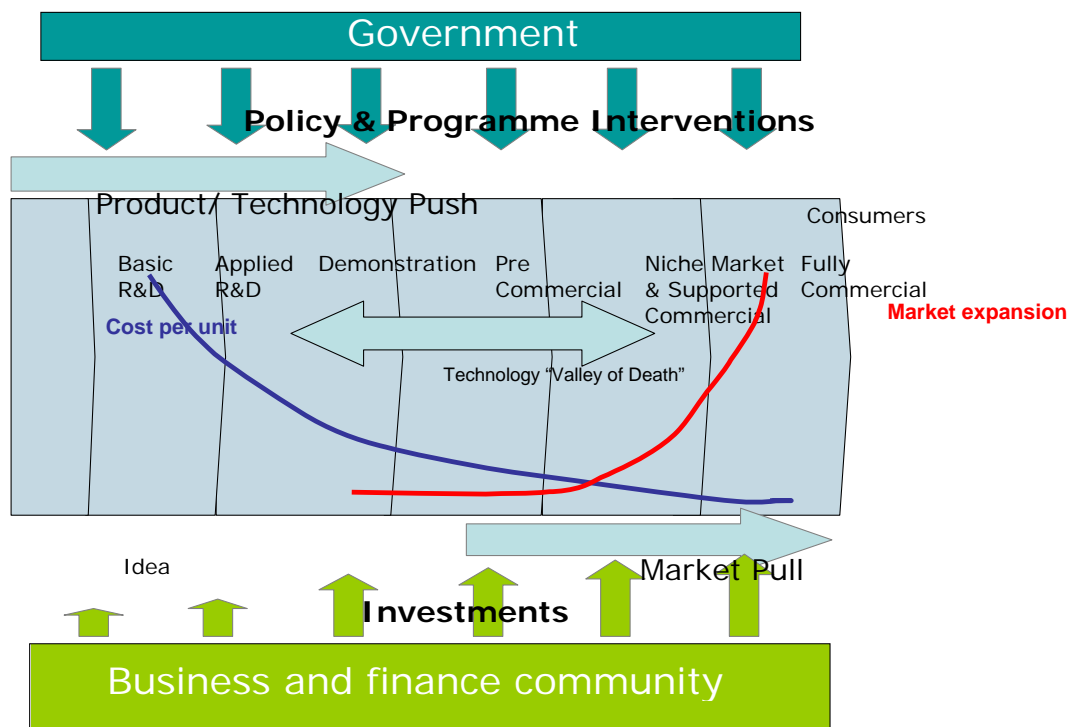 Government
Policy & Programme Interventions
Product/ Technology Push
Consumers
Basic
R&D
Applied
R&D
Demonstration
Pre
Commercial
Niche Market
& Supported
Commercial
Fully
Commercial
Cost per unit
Market expansion
Technology “Valley of Death”
Idea
Market Pull
Investments
Business and finance community